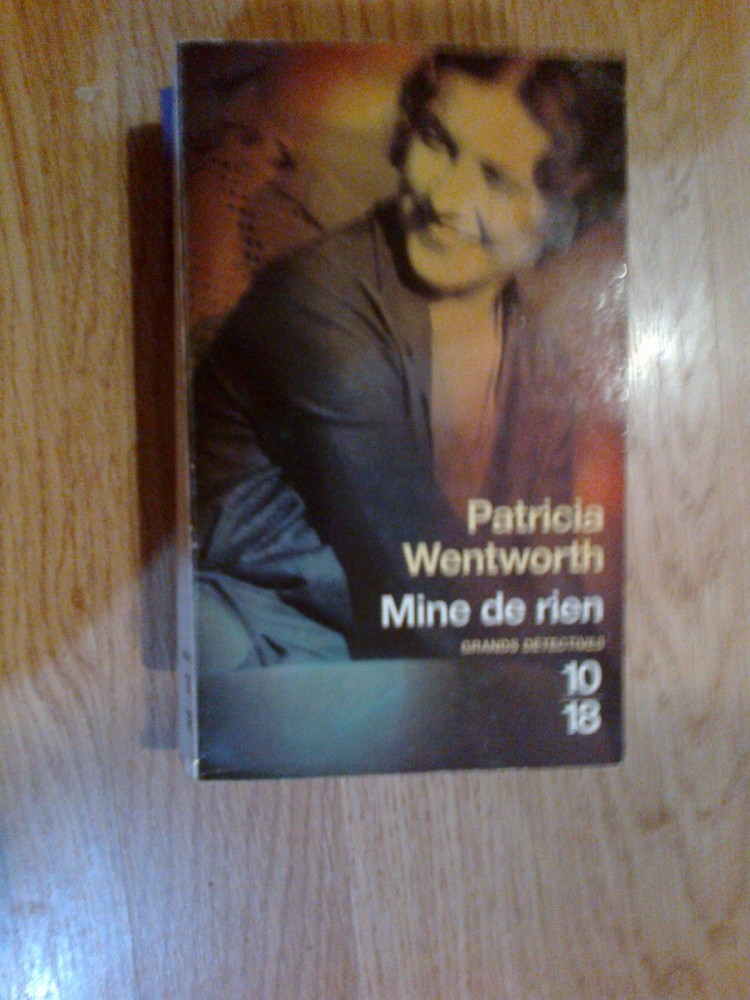 Patricia
Wentworth
Mine de rien
GRANDS DÉTECTIVES
10
18